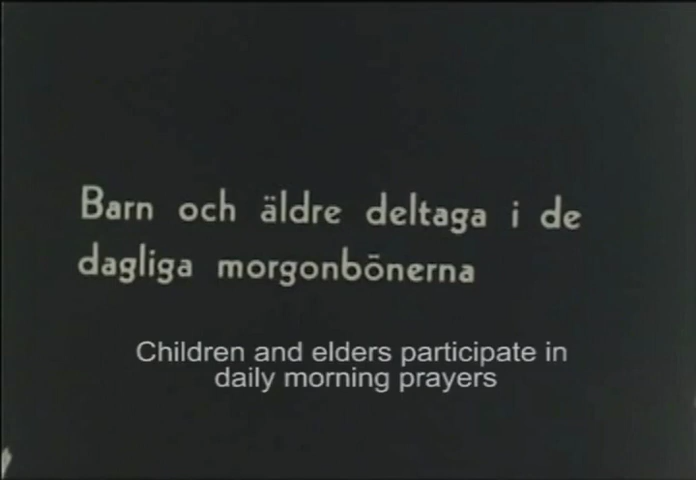 Barn och äldre deltaga i de
dagliga morgonbönerna
Children and elders participate in
daily morning prayers